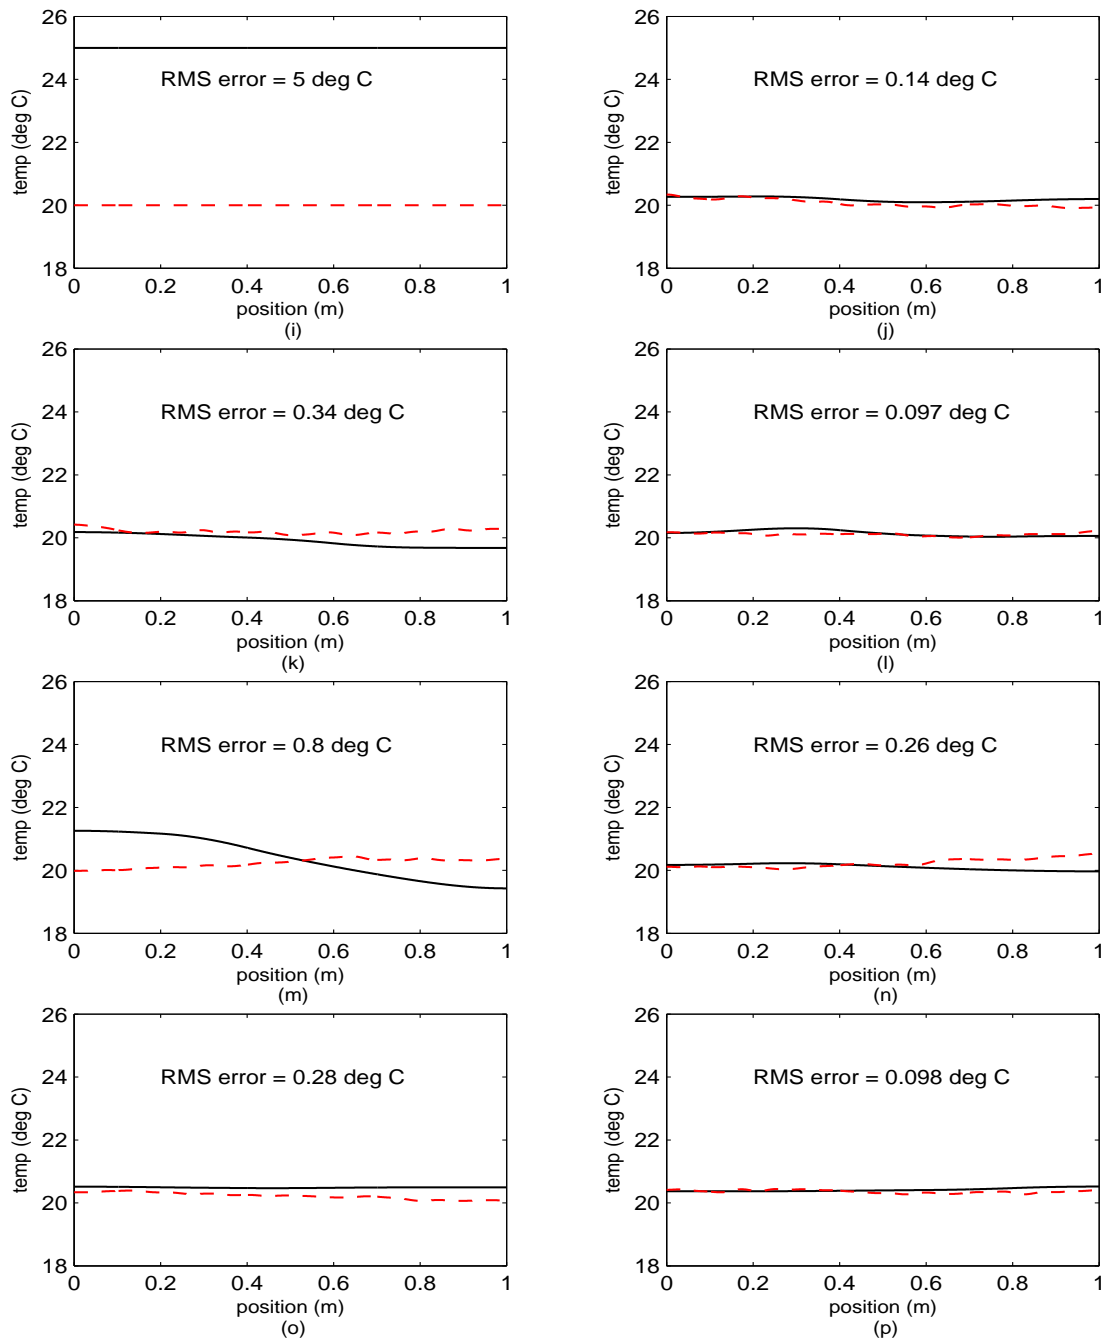 26
24
22
20
18
temp (deg C)
RMS error = 5 deg C
0 0.2 0.4 0.6 0.8 1
position (m)
(i)
26
24
22
20
18
temp (deg C)
RMS error = 0.14 deg C
0 0.2 0.4 0.6 0.8 1
position (m)
(j)
26
24
22
20
18
temp (deg C)
RMS error = 0.34 deg C
0 0.2 0.4 0.6 0.8 1
position (m)
(k)
26
24
22
20
18
temp (deg C)
RMS error = 0.097 deg C
0 0.2 0.4 0.6 0.8 1
position (m)
(l)
26
24
22
20
18
temp (deg C)
RMS error = 0.8 deg C
0 0.2 0.4 0.6 0.8 1
position (m)
(m)
26
24
22
20
18
temp (deg C)
RMS error = 0.26 deg C
0 0.2 0.4 0.6 0.8 1
position (m)
(n)
26
24
22
20
18
temp (deg C)
RMS error = 0.28 deg C
0 0.2 0.4 0.6 0.8 1
position (m)
(o)
26
24
22
20
18
temp (deg C)
RMS error = 0.098 deg C
0 0.2 0.4 0.6 0.8 1
position (m)
(p)